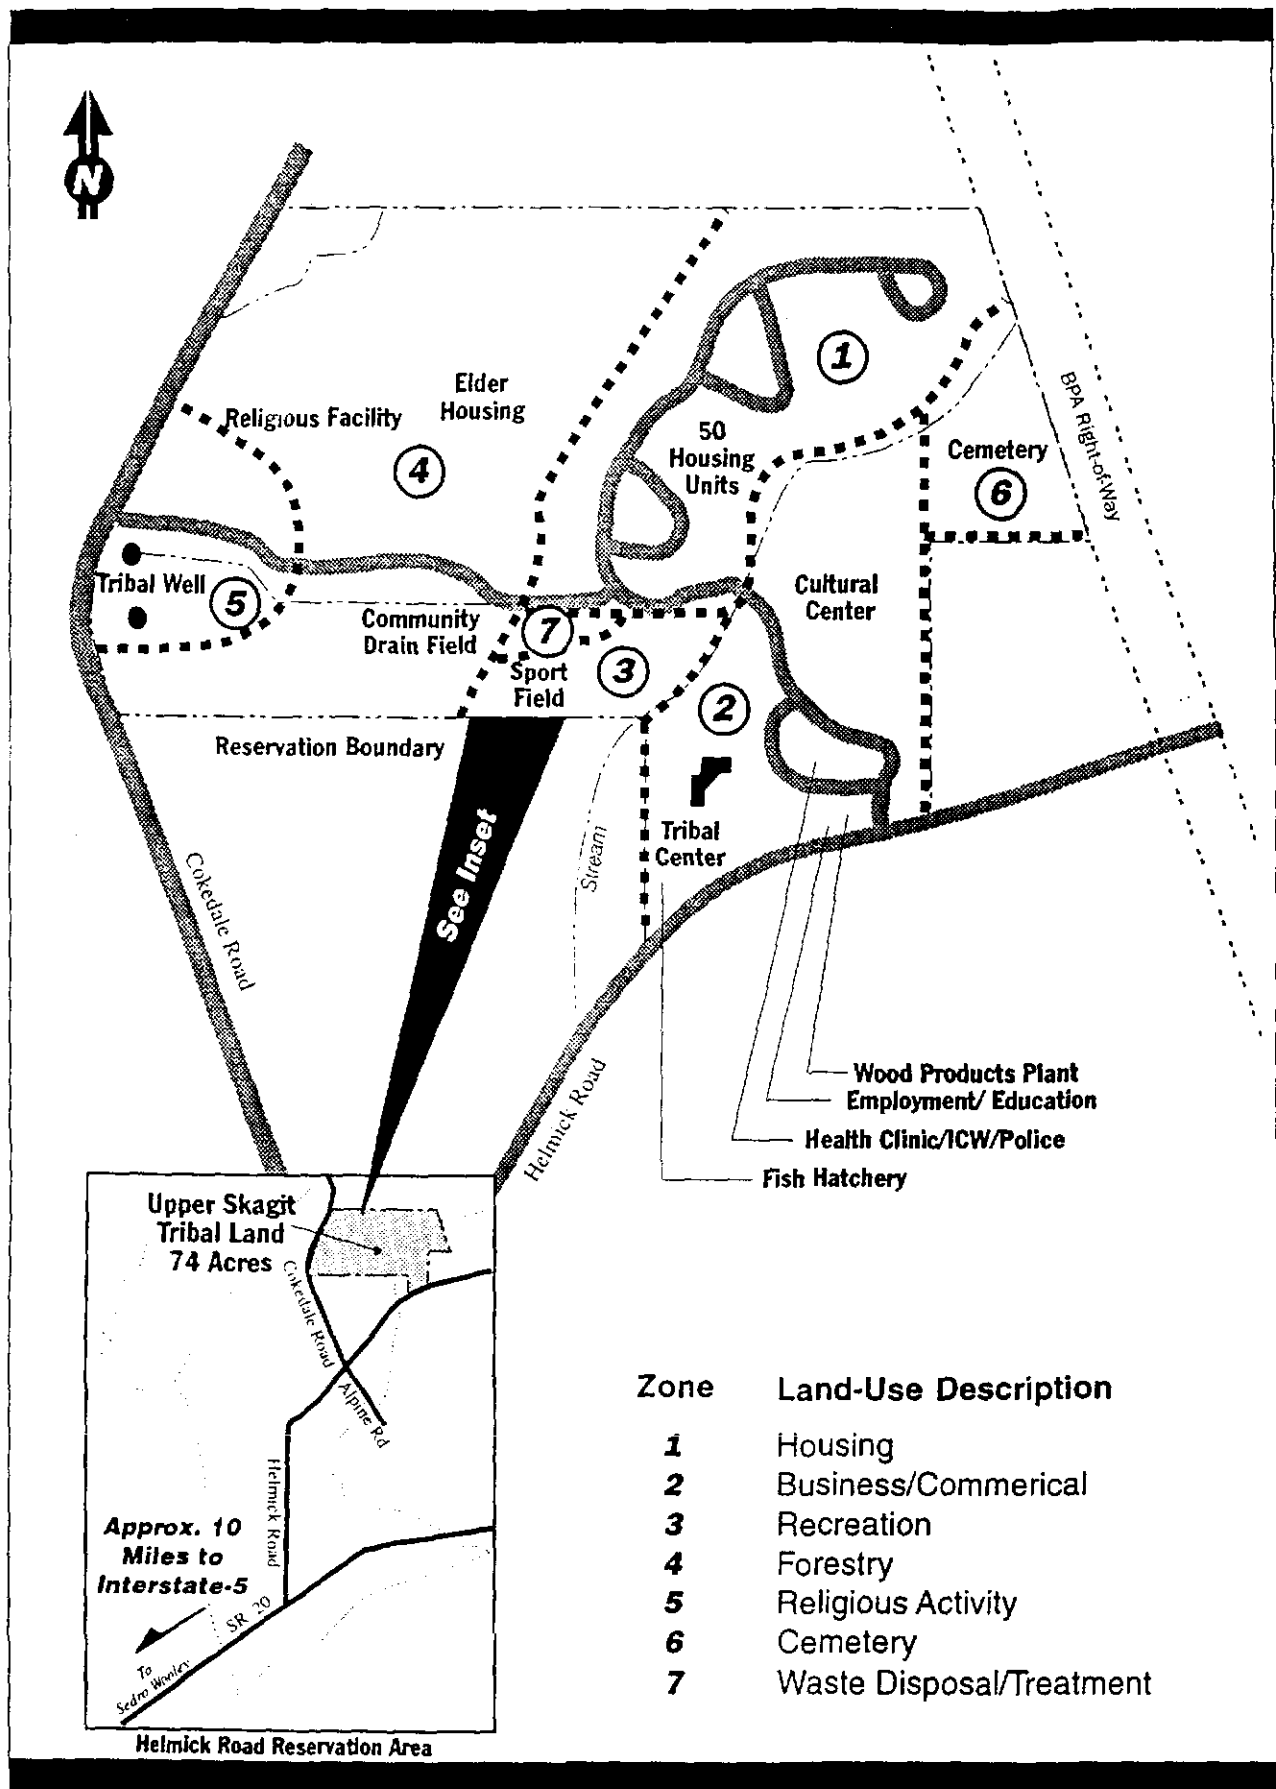 N
1
Elder
Housing
Religious Facility
4
50
Housing
Units
Cemetery
6
BPA Right-of-Way
Tribal Well
5
Community
Drain Field
7
Sport
Field
3
Cultural
Center
2
Reservation Boundary
See Inset
Stream
Tribal
Center
Cokedale Road
Helmick Road
Wood Products Plant
Employment/ Education
Health Clinic/ICW/Police
Fish Hatchery
Upper Skagit
Tribal Land
74 Acres
Cokedale Road
Alpine Rd
Helmick Road
Approx. 10
Miles to
Interstate-5
SR 20
To
Sedro Woolley
Helmick Road Reservation Area
Zone Land-Use Description
1 Housing
2 Business/Commerical
3 Recreation
4 Forestry
5 Religious Activity
6 Cemetery
7 Waste Disposal/Treatment